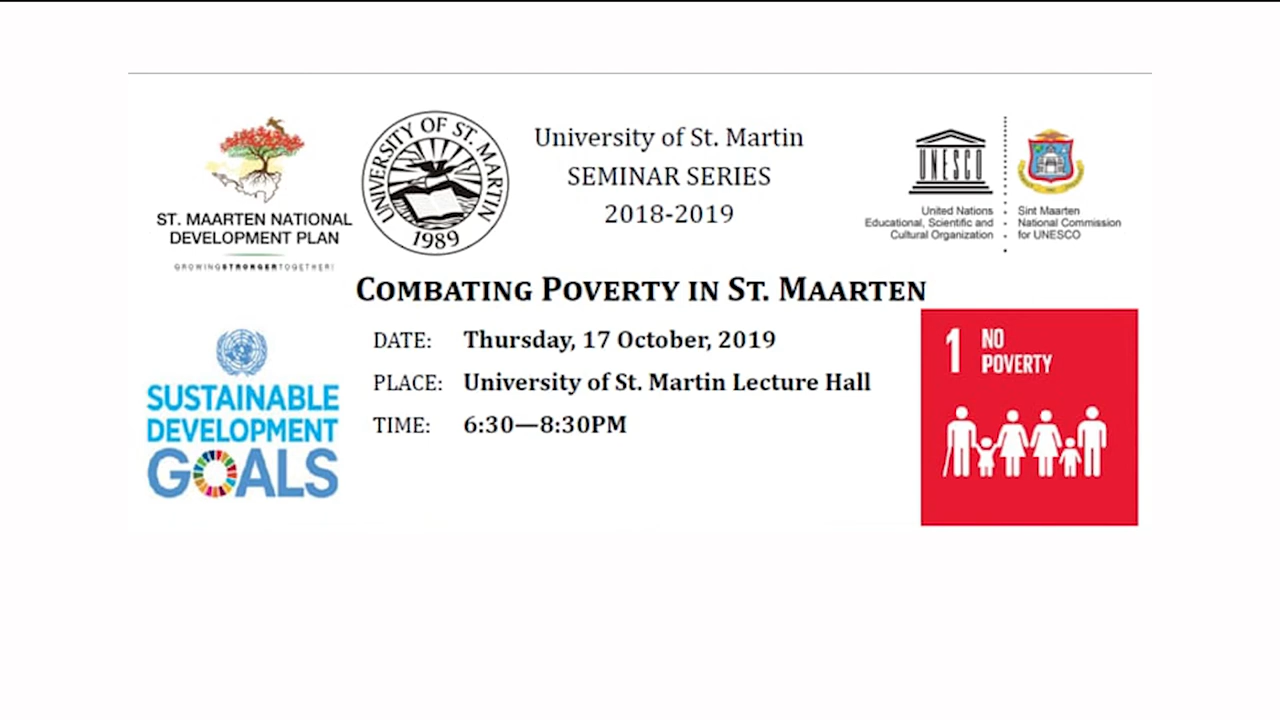 ST. MAARTEN NATIONAL
DEVELOPMENT PLAN
GROWINGSTRONGERTOGETHER!
UNIVERSITY OF ST. MARTIN
1989
University of St. Martin
SEMINAR SERIES
2018-2019
UNESCO
United Nations
Educational, Scientific and
Cultural Organization
Sint Maarten
National Commission
for UNESCO
COMBATING POVERTY IN ST. MAARTEN
DATE: Thursday, 17 October, 2019
PLACE: University of St. Martin Lecture Hall
TIME: 6:30—8:30PM
SUSTAINABLE
DEVELOPMENT
GOALS
1 NO
POVERTY